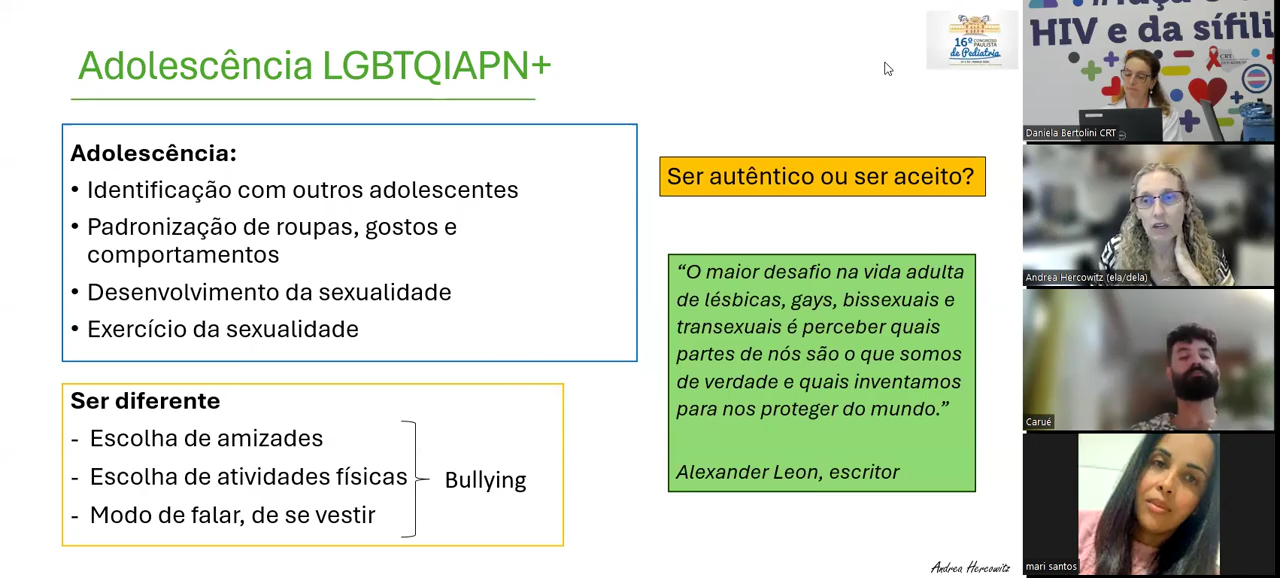 Adolescência LGBTQIAPN+
16º CONGRESSO
PAULISTA
de Pediatria
Adolescência:
• Identificação com outros adolescentes
• Padronização de roupas, gostos e
comportamentos
• Desenvolvimento da sexualidade
• Exercício da sexualidade
Ser diferente
- Escolha de amizades
- Escolha de atividades físicas
- Modo de falar, de se vestir
Bullying
Ser autêntico ou ser aceito?
“O maior desafio na vida adulta
de lésbicas, gays, bissexuais e
transexuais é perceber quais
partes de nós são o que somos
de verdade e quais inventamos
para nos proteger do mundo.”
Alexander Leon, escritor
Andrea Hercowitz
HIV e da sífili
CRT
Daniela Bertolini CRT
Andrea Hercowitz (ela/dela)
Carué
mari santos